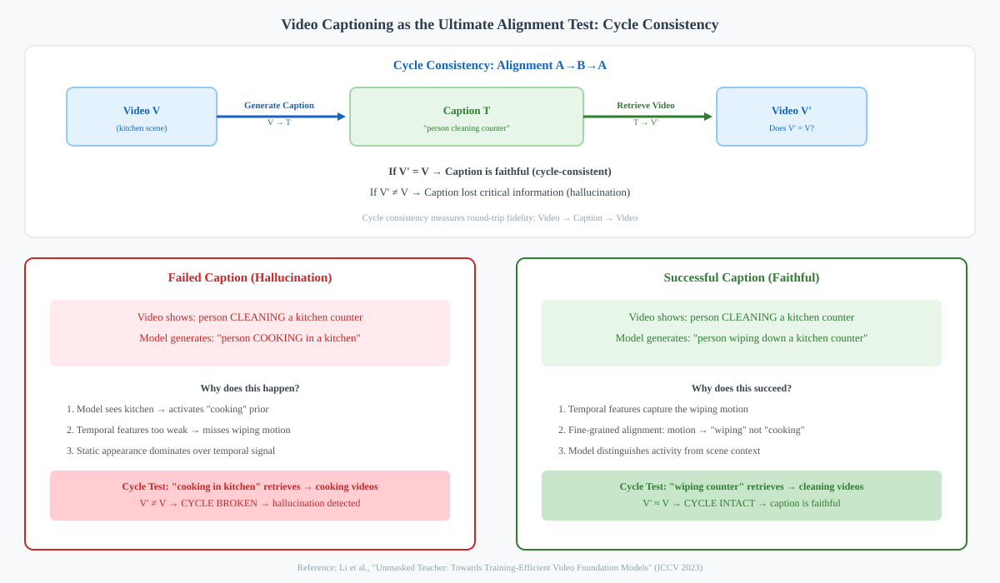 Video Captioning as the Ultimate Alignment Test: Cycle Consistency
Cycle Consistency: Alignment A→B→A
Video V
(kitchen scene)
Generate Caption
V → T
Caption T
"person cleaning counter"
Retrieve Video
T → V'
Video V'
Does V' = V?
If V' = V → Caption is faithful (cycle-consistent)
If V' ≠ V → Caption lost critical information (hallucination)
Cycle consistency measures round-trip fidelity: Video → Caption → Video
Failed Caption (Hallucination)
Video shows: person CLEANING a kitchen counter
Model generates: "person COOKING in a kitchen"
Why does this happen?
1. Model sees kitchen → activates "cooking" prior
2. Temporal features too weak → misses wiping motion
3. Static appearance dominates over temporal signal
Cycle Test: "cooking in kitchen" retrieves → cooking videos
V' ≠ V → CYCLE BROKEN → hallucination detected
Successful Caption (Faithful)
Video shows: person CLEANING a kitchen counter
Model generates: "person wiping down a kitchen counter"
Why does this succeed?
1. Temporal features capture the wiping motion
2. Fine-grained alignment: motion → "wiping" not "cooking"
3. Model distinguishes activity from scene context
Cycle Test: "wiping counter" retrieves → cleaning videos
V' ≈ V → CYCLE INTACT → caption is faithful
Reference: Li et al., "Unmasked Teacher: Towards Training-Efficient Video Foundation Models" (ICCV 2023)